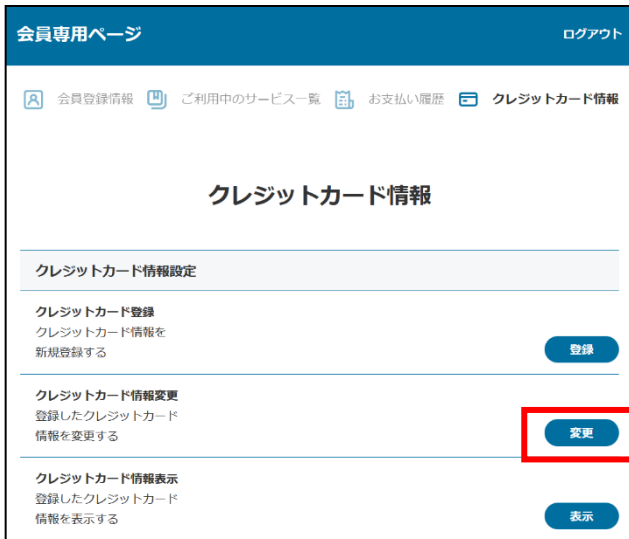 会員専用ページ
ログアウト
会員登録情報 ご利用中のサービス一覧 お支払い履歴 クレジットカード情報
クレジットカード情報
クレジットカード情報設定
クレジットカード登録
クレジットカード情報を
新規登録する
登録
クレジットカード情報変更
登録したクレジットカード
情報を変更する
変更
クレジットカード情報表示
登録したクレジットカード
情報を表示する
表示